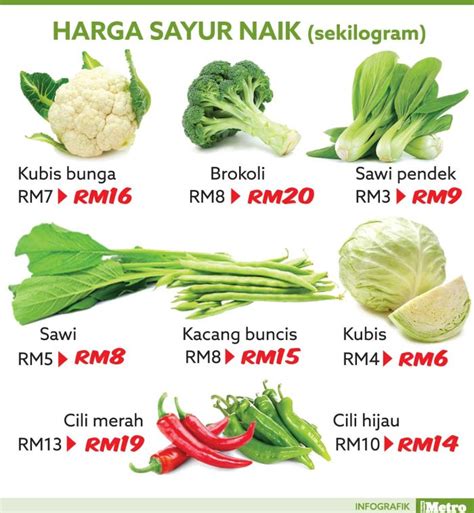 HARGA SAYUR NAIK (sekilogram)
Kubis bunga
RM7 RM16
Brokoli
RM8 RM20
Sawi pendek
RM3 RM9
Sawi
RM5 RM8
Kacang buncis
RM8 RM15
Kubis
RM4 RM6
Cili merah
RM13 RM19
Cili hijau
RM10 RM14
INFOGRAFIK Metro